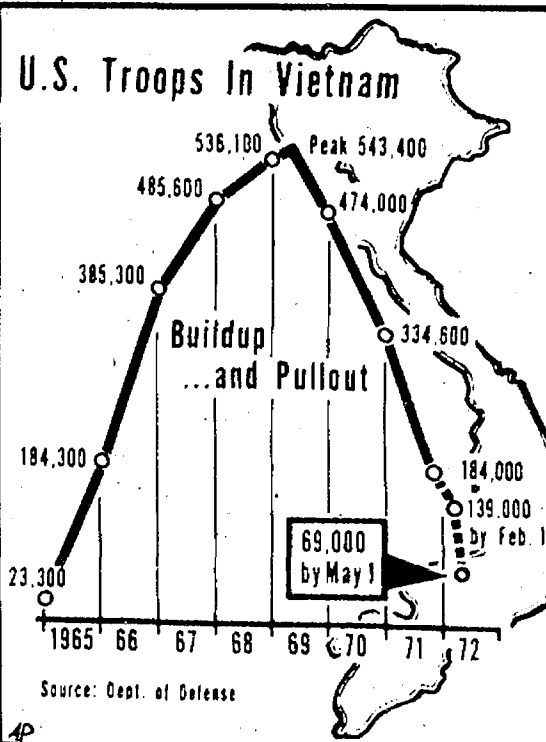 U.S. Troops In Vietnam
536,100
Peak 543,400
485,600
474,000
385,300
334,600
Buildup
...and Pullout
184,300
184,000
139.000
by Feb. 1
69,000
by May 1
23,300
1965 66 67 68 69 70 71 72
Source: Dept. of Defense
AP